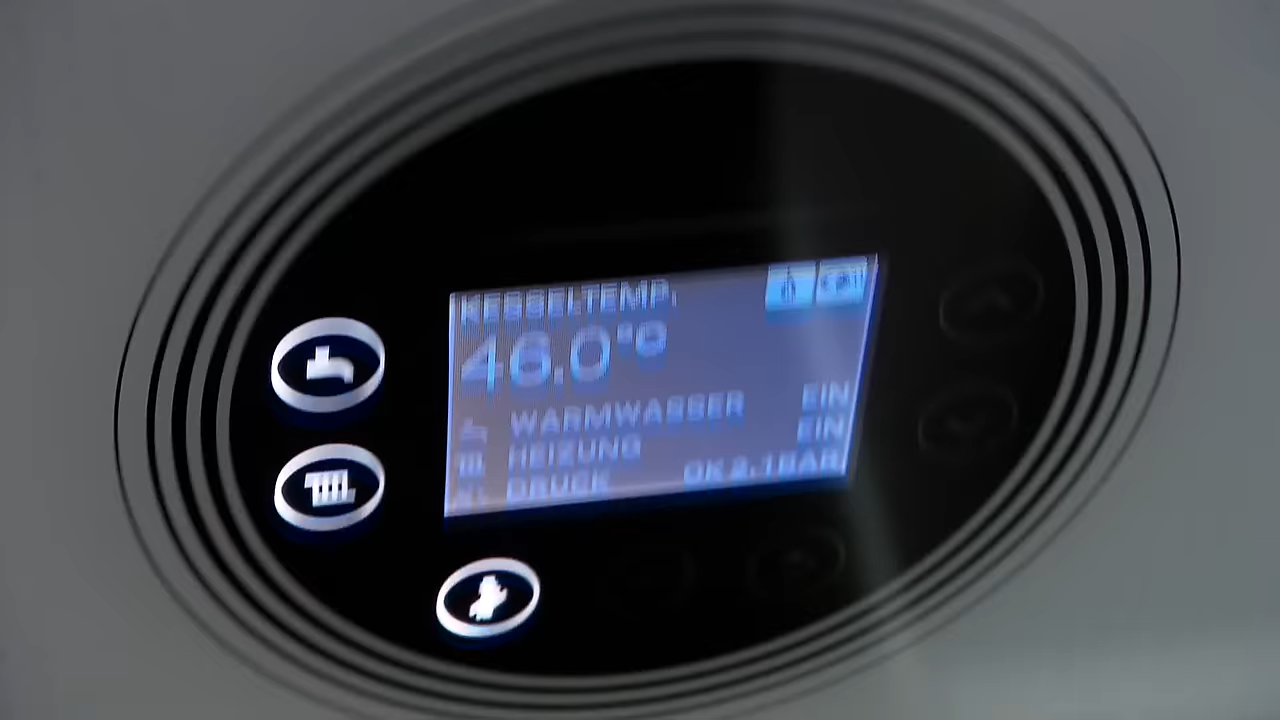 KESSELTEMP.
46.0°C
WARMWASSER EIN
HEIZUNG EIN
DRUCK OK 2.1BAR